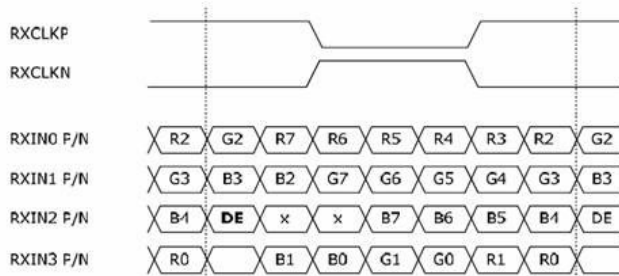 RXCLKP
RXCLKN
RXIN0 P/N R2 G2 R7 R6 R5 R4 R3 R2 G2
RXIN1 P/N G3 B3 B2 G7 G6 G5 G4 G3 B3
RXIN2 P/N B4 DE x x B7 B6 B5 B4 DE
RXIN3 P/N R0 B1 B0 G1 G0 R1 R0